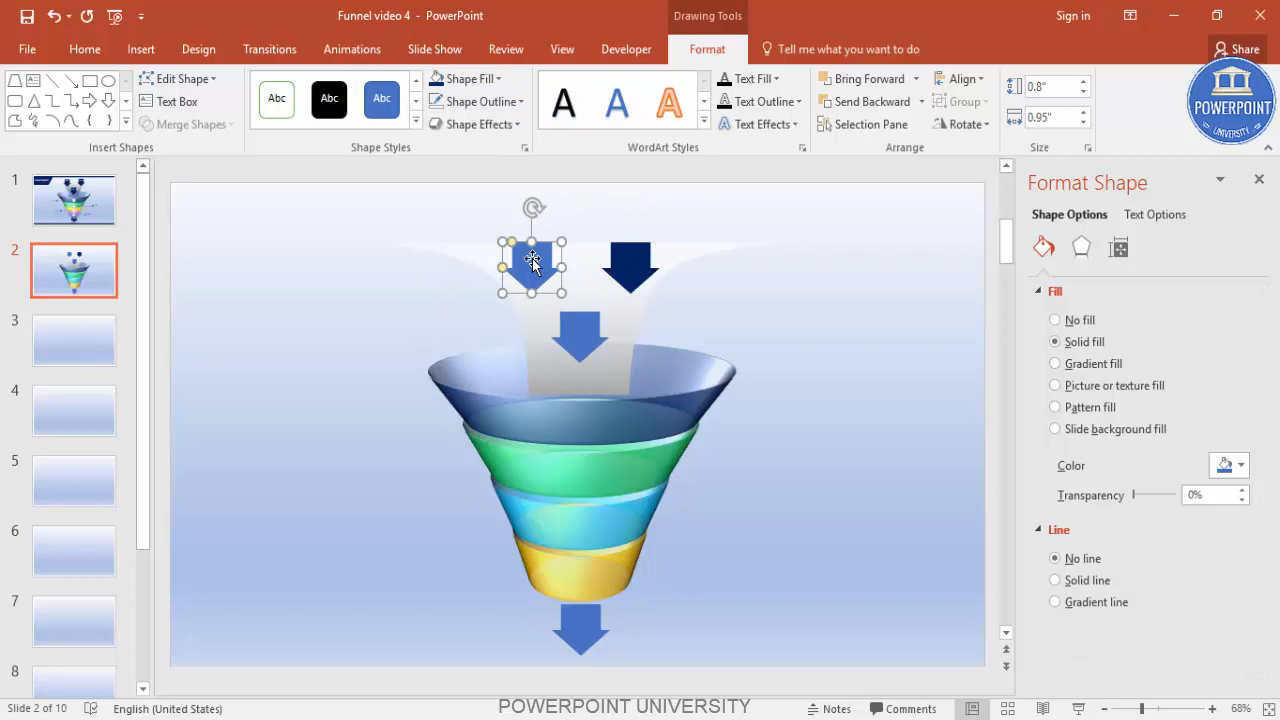 Funnel video 4 - PowerPoint
Drawing Tools
Sign in
File Home Insert Design Transitions Animations Slide Show Review View Developer Format Tell me what you want to do Share
Edit Shape
Text Box
Merge Shapes
Insert Shapes
Abc Abc Abc
Shape Fill
Shape Outline
Shape Effects
Shape Styles
A A A
Text Fill
Text Outline
Text Effects
WordArt Styles
Bring Forward
Send Backward
Selection Pane
Align
Group
Rotate
Arrange
0.8"
0.95"
Size
POWERPOINT
UNIVERSITY
1
2
3
4
5
6
7
8
Format Shape
Shape Options Text Options
Fill
No fill
Solid fill
Gradient fill
Picture or texture fill
Pattern fill
Slide background fill
Color
Transparency 0%
Line
No line
Solid line
Gradient line
Slide 2 of 10 English (United States) POWERPOINT UNIVERSITY Notes Comments 68%